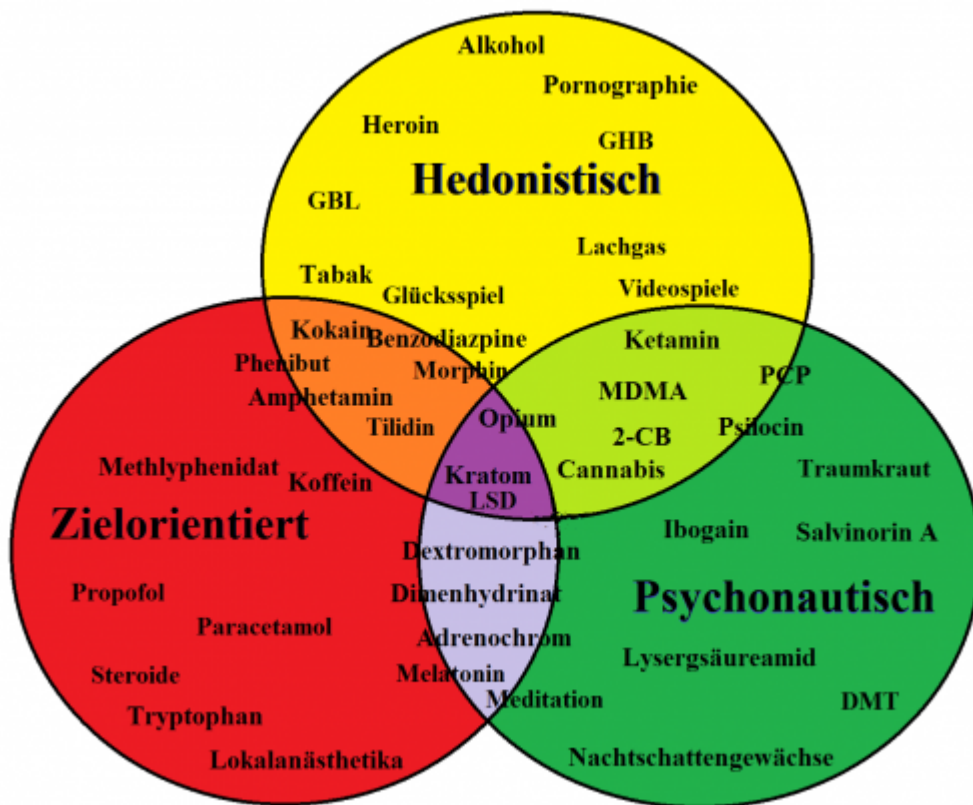 Alkohol
Pornographie
Heroin
GHB
Hedonistisch
GBL
Lachgas
Tabak
Videospiele
Glücksspiel
Kokain
Benzodiazpine
Ketamin
Phenibut
Morphin
PCP
Amphetamin
MDMA
Opium
Tilidin
2-CB
Psilocin
Methlyphenidat
Cannabis
Traumkraut
Koffein
Kratom
LSD
Zielorientiert
Ibogain
Salvinorin A
Dextromorphan
Propofol
Dimenhydrinat
Psychonautisch
Paracetamol
Adrenochrom
Lysergsäureamid
Steroide
Melatonin
Meditation
DMT
Tryptophan
Lokalanästhetika
Nachtschattengewächse